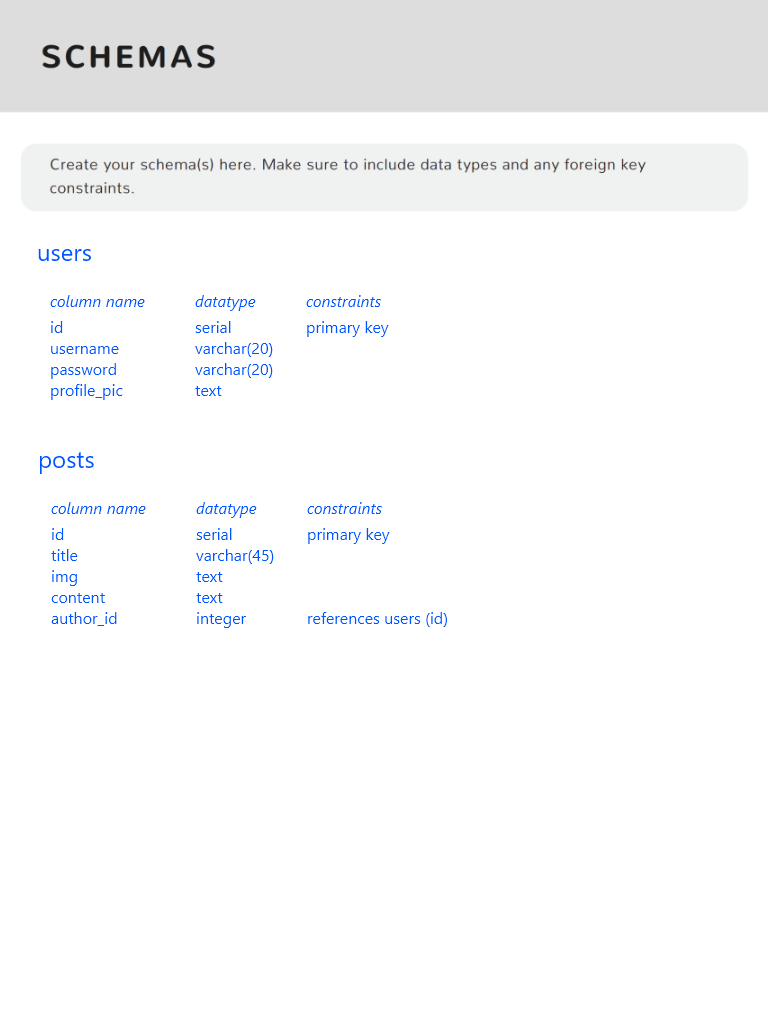 SCHEMAS
Create your schema(s) here. Make sure to include data types and any foreign key
constraints.
users
column name datatype constraints
id serial primary key
username varchar(20)
password varchar(20)
profile_pic text
posts
column name datatype constraints
id serial primary key
title varchar(45)
img text
content text
author_id integer references users (id)